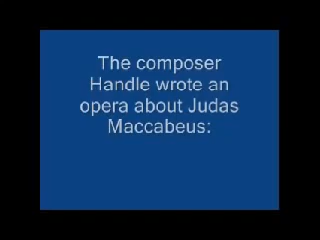 The composer
Handle wrote an
opera about Judas
Maccabeus: